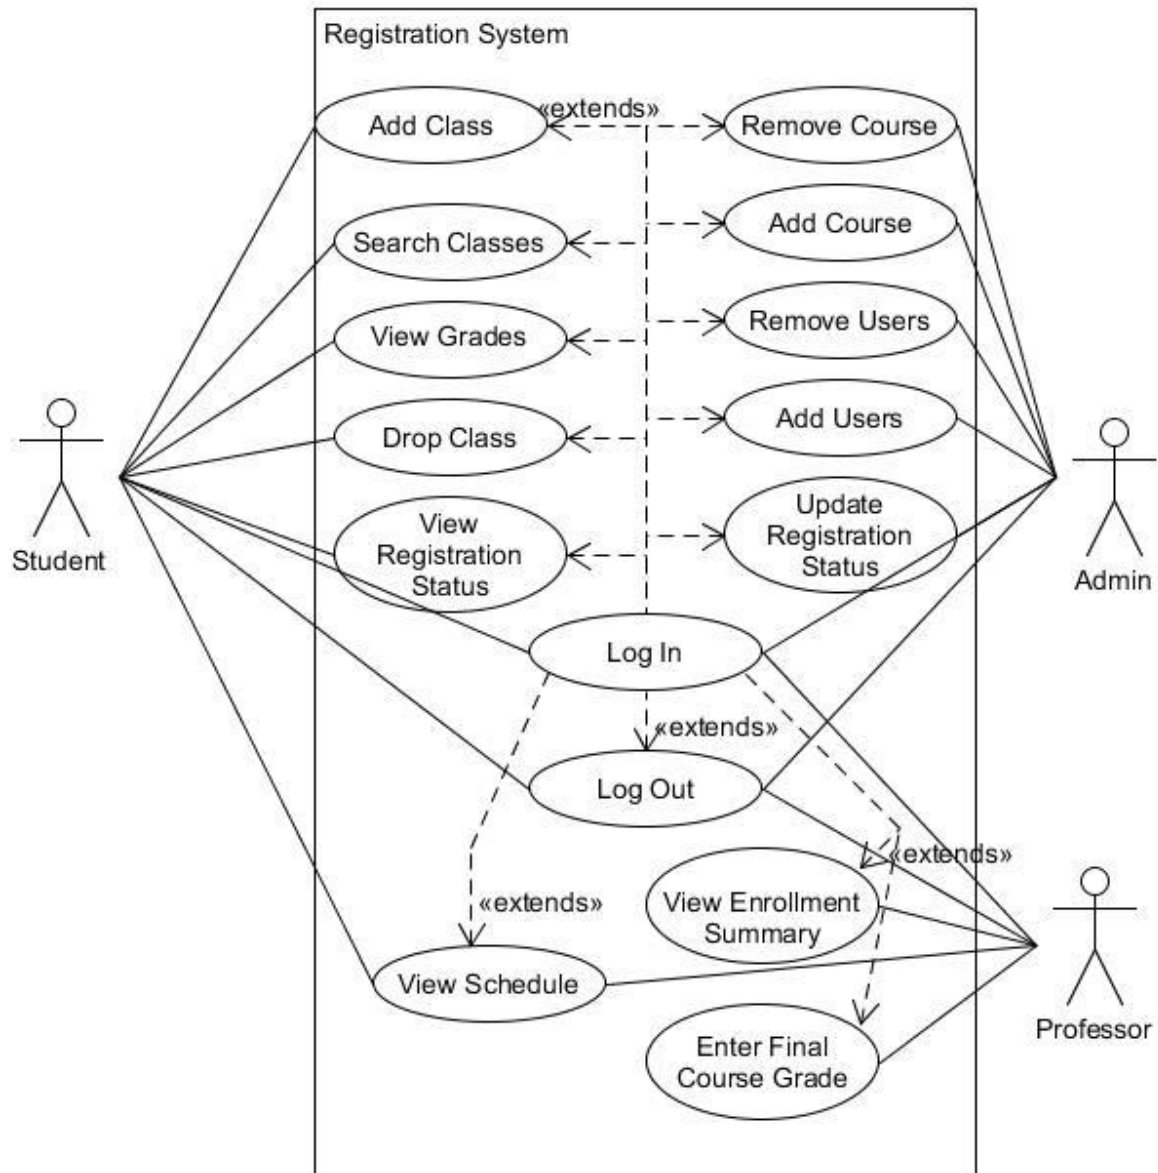 Registration System
«extends»
Add Class
Remove Course
Search Classes
Add Course
View Grades
Remove Users
Drop Class
Add Users
View
Registration
Status
Update
Registration
Status
Student
Admin
Log In
«extends»
Log Out
«extends»
«extends»
View Enrollment
Summary
View Schedule
Professor
Enter Final
Course Grade